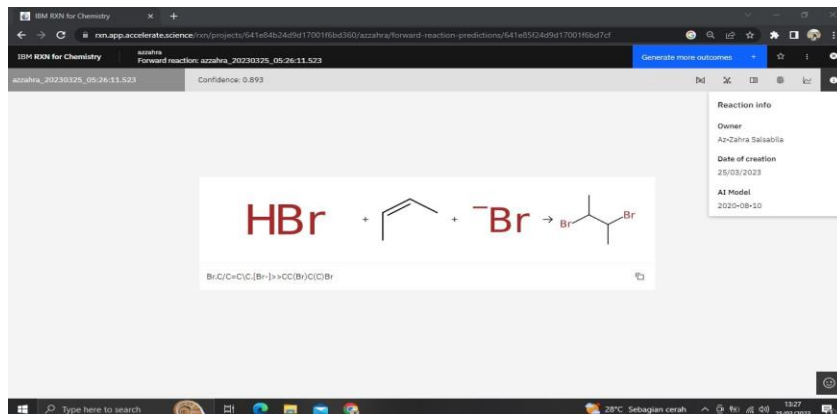 IBM RXN for Chemistry
rxn.app.accelerate.science/rxn/projects/641e84b24d9d17001f6bd360/azzahra/forward-reaction-predictions/641e85f24d9d17001f6bd7cf
IBM RXN for Chemistry
azzahra
Forward reaction: azzahra_20230325_05:26:11.523
Generate more outcomes +
azzahra_20230325_05:26:11.523
Confidence: 0.893
Reaction info
Owner
Az-Zahra Salsabila
Date of creation
25/03/2023
AI Model
2020-08-10
HBr + + ⁻Br → Br Br
Br.C/C=C\C.[Br-]>>CC(Br)C(C)Br
Type here to search
28°C Sebagian cerah
13:27
25/03/2023